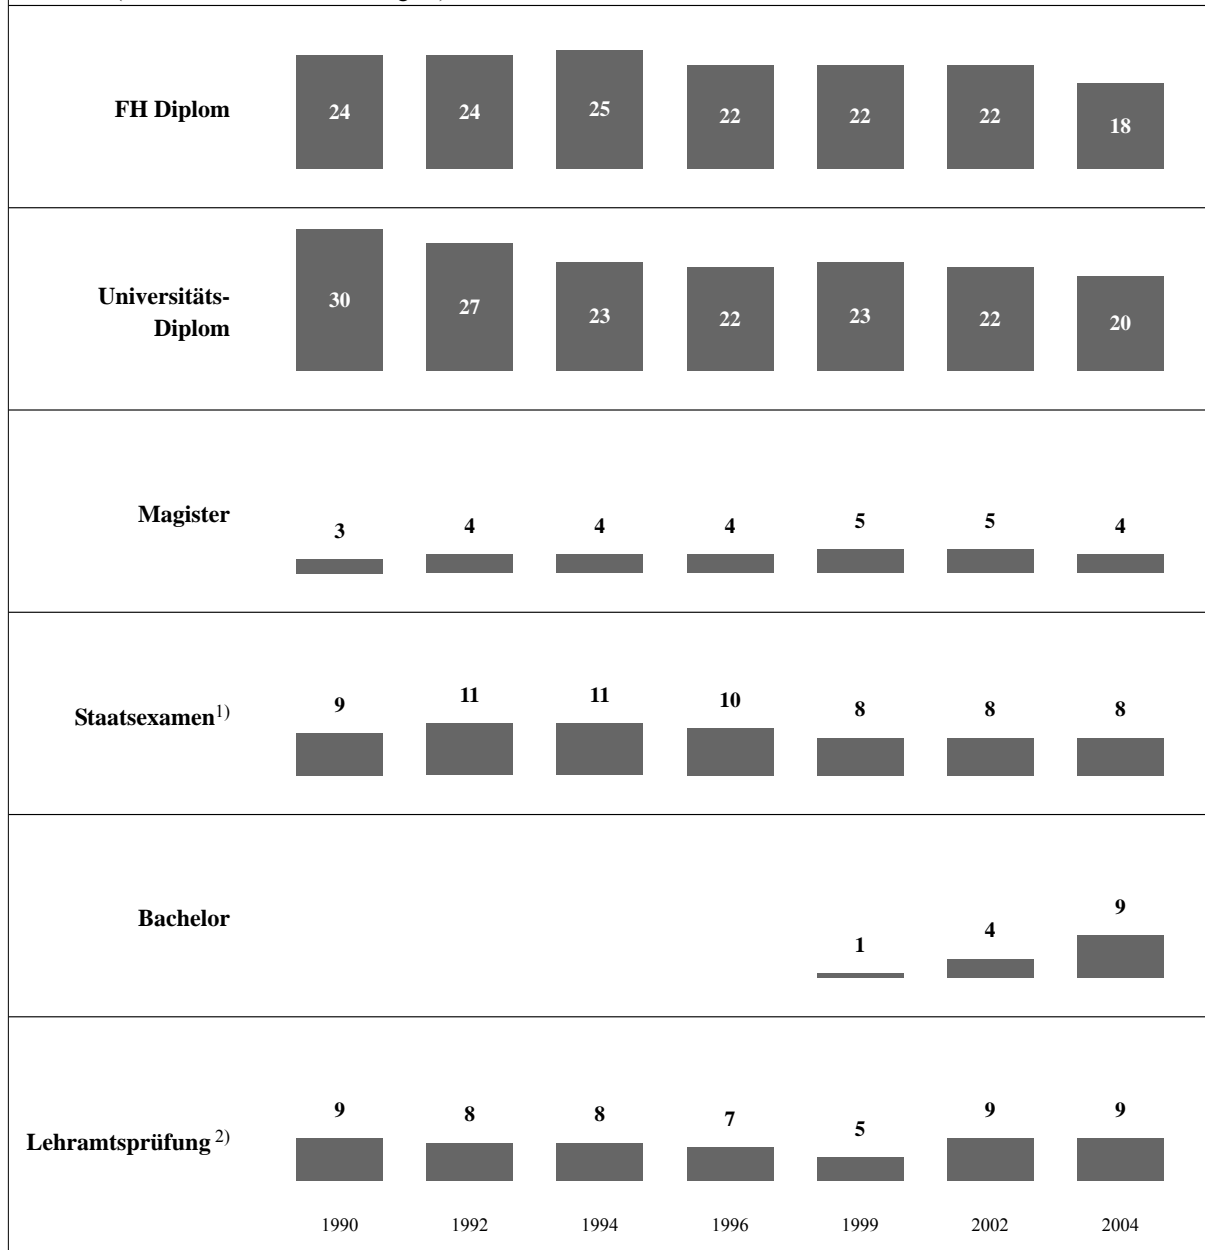 24 24 25 22 22 22 18
FH Diplom
30 27 23 22 23 22 20
Universitäts-
Diplom
3 4 4 4 5 5 4
Magister
9 11 11 10 8 8 8
Staatsexamen1)
1 4 9
Bachelor
9 8 8 7 5 9 9
Lehramtsprüfung 2)
1990 1992 1994 1996 1999 2002 2004